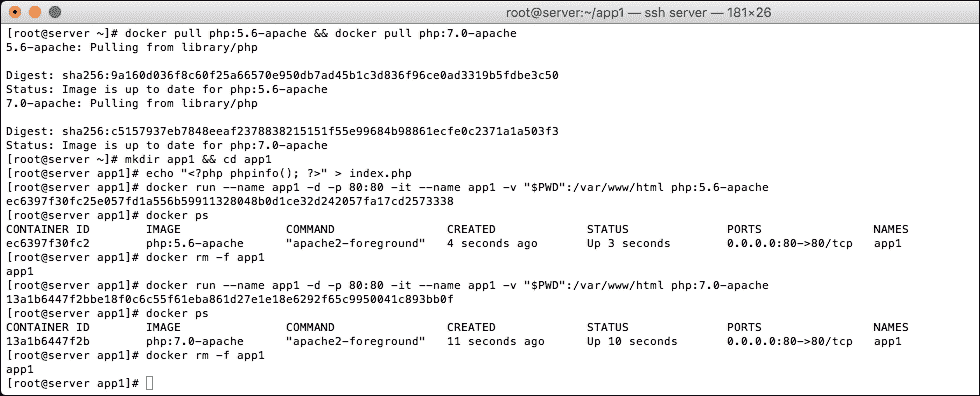 root@server:~/app1 — ssh server — 181×26
[root@server ~]# docker pull php:5.6-apache && docker pull php:7.0-apache
5.6-apache: Pulling from library/php
Digest: sha256:9a160d036f8c60f25a66570e950db7ad45b1c3d836f96ce0ad3319b5fdbe3c50
Status: Image is up to date for php:5.6-apache
7.0-apache: Pulling from library/php
Digest: sha256:c5157937eb7848eeaf2378838215151f55e99684b98861ecfe0c2371a1a503f3
Status: Image is up to date for php:7.0-apache
[root@server ~]# mkdir app1 && cd app1
[root@server app1]# echo "<?php phpinfo(); ?>" > index.php
[root@server app1]# docker run --name app1 -d -p 80:80 -it --name app1 -v "$PWD":/var/www/html php:5.6-apache
ec6397f30fc25e057fd1a556b59911328048b0d1ce32d242057fa17cd2573338
[root@server app1]# docker ps
CONTAINER ID IMAGE COMMAND CREATED STATUS PORTS NAMES
ec6397f30fc2 php:5.6-apache "apache2-foreground" 4 seconds ago Up 3 seconds 0.0.0.0:80->80/tcp app1
[root@server app1]# docker rm -f app1
app1
[root@server app1]# docker run --name app1 -d -p 80:80 -it --name app1 -v "$PWD":/var/www/html php:7.0-apache
13a1b6447f2bbe18f0c6c55f61eba861d27e1e18e6292f65c9950041c893bb0f
[root@server app1]# docker ps
CONTAINER ID IMAGE COMMAND CREATED STATUS PORTS NAMES
13a1b6447f2b php:7.0-apache "apache2-foreground" 11 seconds ago Up 10 seconds 0.0.0.0:80->80/tcp app1
[root@server app1]# docker rm -f app1
app1
[root@server app1]#